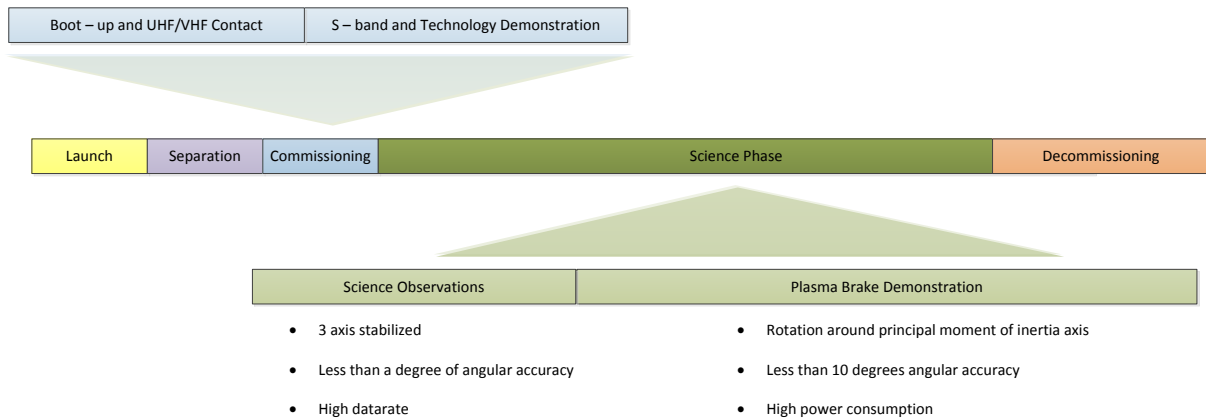 Boot – up and UHF/VHF Contact
S – band and Technology Demonstration
Launch
Separation
Commissioning
Science Phase
Decommissioning
Science Observations
Plasma Brake Demonstration
• 3 axis stabilized
• Less than a degree of angular accuracy
• High datarate
• Rotation around principal moment of inertia axis
• Less than 10 degrees angular accuracy
• High power consumption